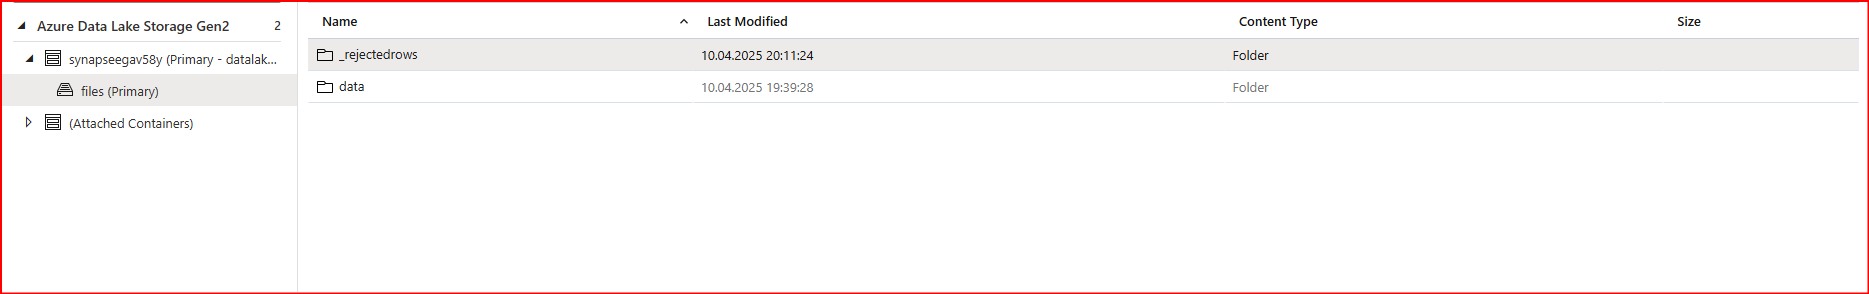 Azure Data Lake Storage Gen2 2
synapseegav58y (Primary - datalak...
files (Primary)
(Attached Containers)
Name Last Modified Content Type Size
_rejectedrows 10.04.2025 20:11:24 Folder
data 10.04.2025 19:39:28 Folder